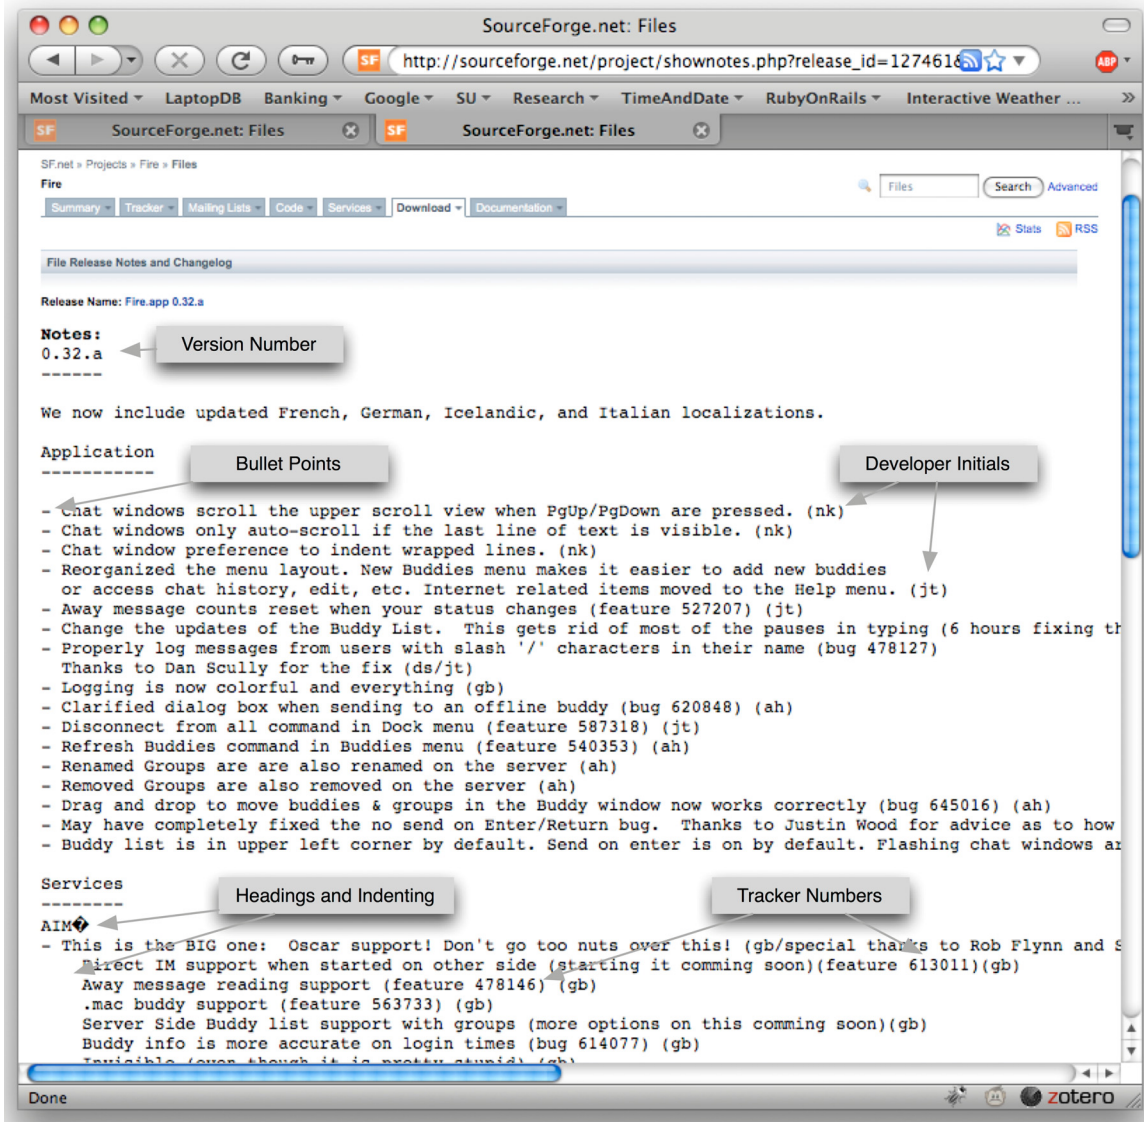 SourceForge.net: Files
SF http://sourceforge.net/project/shownotes.php?release_id=127461& ABP
Most Visited LaptopDB Banking Google SU Research TimeAndDate RubyOnRails Interactive Weather ... »
SF SourceForge.net: Files SF SourceForge.net: Files
SF.net » Projects » Fire » Files
Fire
Files Search Advanced
Summary Tracker Mailing Lists Code Services Download Documentation
Stats RSS
File Release Notes and Changelog
Release Name: Fire.app 0.32.a
Notes:
0.32.a
Version Number
------
We now include updated French, German, Icelandic, and Italian localizations.
Application
-----------
Bullet Points
Developer Initials
- Chat windows scroll the upper scroll view when PgUp/PgDown are pressed. (nk)
- Chat windows only auto-scroll if the last line of text is visible. (nk)
- Chat window preference to indent wrapped lines. (nk)
- Reorganized the menu layout. New Buddies menu makes it easier to add new buddies
or access chat history, edit, etc. Internet related items moved to the Help menu. (jt)
- Away message counts reset when your status changes (feature 527207) (jt)
- Change the updates of the Buddy List.  This gets rid of most of the pauses in typing (6 hours fixing th
- Properly log messages from users with slash '/' characters in their name (bug 478127)
Thanks to Dan Scully for the fix (ds/jt)
- Logging is now colorful and everything (gb)
- Clarified dialog box when sending to an offline buddy (bug 620848) (ah)
- Disconnect from all command in Dock menu (feature 587318) (jt)
- Refresh Buddies command in Buddies menu (feature 540353) (ah)
- Renamed Groups are are also renamed on the server (ah)
- Removed Groups are also removed on the server (ah)
- Drag and drop to move buddies & groups in the Buddy window now works correctly (bug 645016) (ah)
- May have completely fixed the no send on Enter/Return bug.  Thanks to Justin Wood for advice as to how
- Buddy list is in upper left corner by default. Send on enter is on by default. Flashing chat windows ar
Services
--------
Headings and Indenting
Tracker Numbers
AIM�
- This is the BIG one:  Oscar support! Don't go too nuts over this! (gb/special thanks to Rob Flynn and S
Direct IM support when started on other side (starting it comming soon)(feature 613011)(gb)
Away message reading support (feature 478146) (gb)
.mac buddy support (feature 563733) (gb)
Server Side Buddy list support with groups (more options on this comming soon)(gb)
Buddy info is more accurate on login times (bug 614077) (gb)
Invisible (even though it is pretty stupid) (gb)
Done
zotero